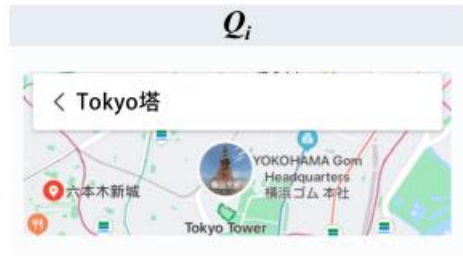 Qi
< Tokyo塔
YOKOHAMA Gom
Headquarters
横浜ゴム 本社
六本木新城
Tokyo Tower